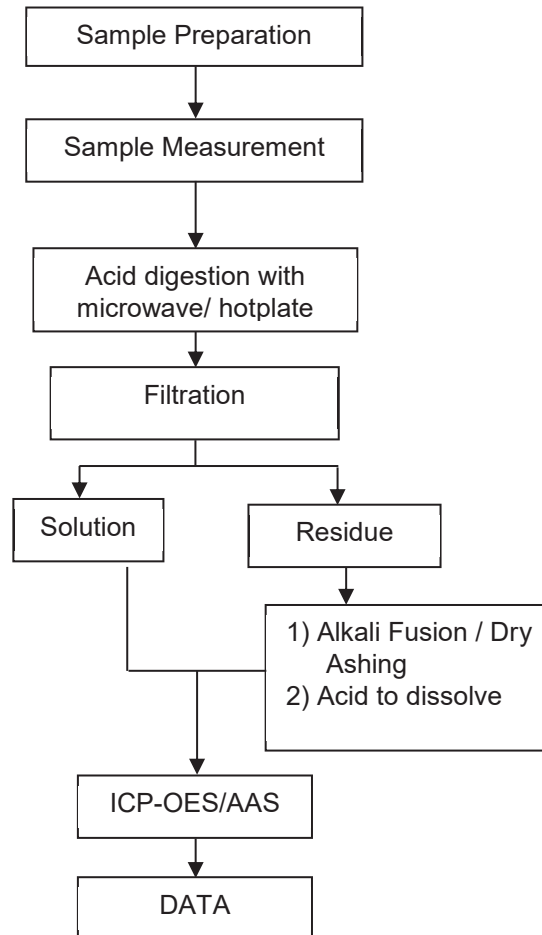 Sample Preparation
Sample Measurement
Acid digestion with
microwave/ hotplate
Filtration
Solution
Residue
1) Alkali Fusion / Dry
Ashing
2) Acid to dissolve
ICP-OES/AAS
DATA